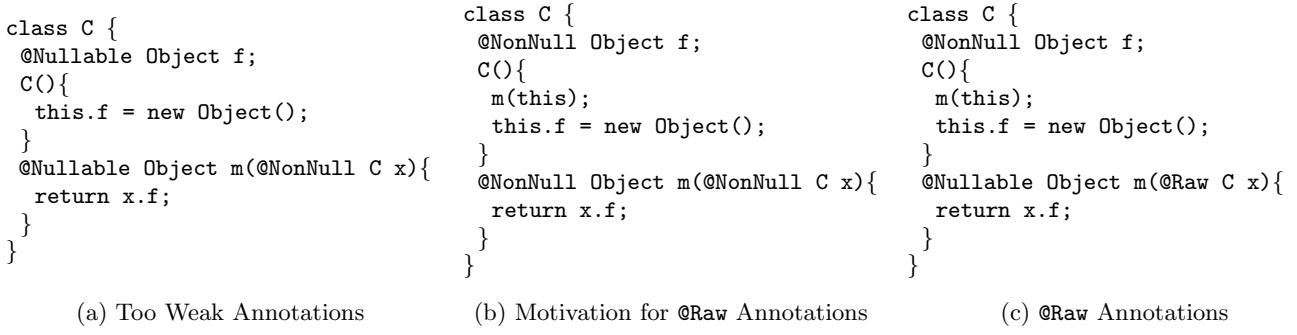 class C {
@Nullable Object f;
C(){
this.f = new Object();
}
@Nullable Object m(@NonNull C x){
return x.f;
}
}
(a) Too Weak Annotations
class C {
@NonNull Object f;
C(){
m(this);
this.f = new Object();
}
@NonNull Object m(@NonNull C x){
return x.f;
}
}
(b) Motivation for @Raw Annotations
class C {
@NonNull Object f;
C(){
m(this);
this.f = new Object();
}
@Nullable Object m(@Raw C x){
return x.f;
}
}
(c) @Raw Annotations